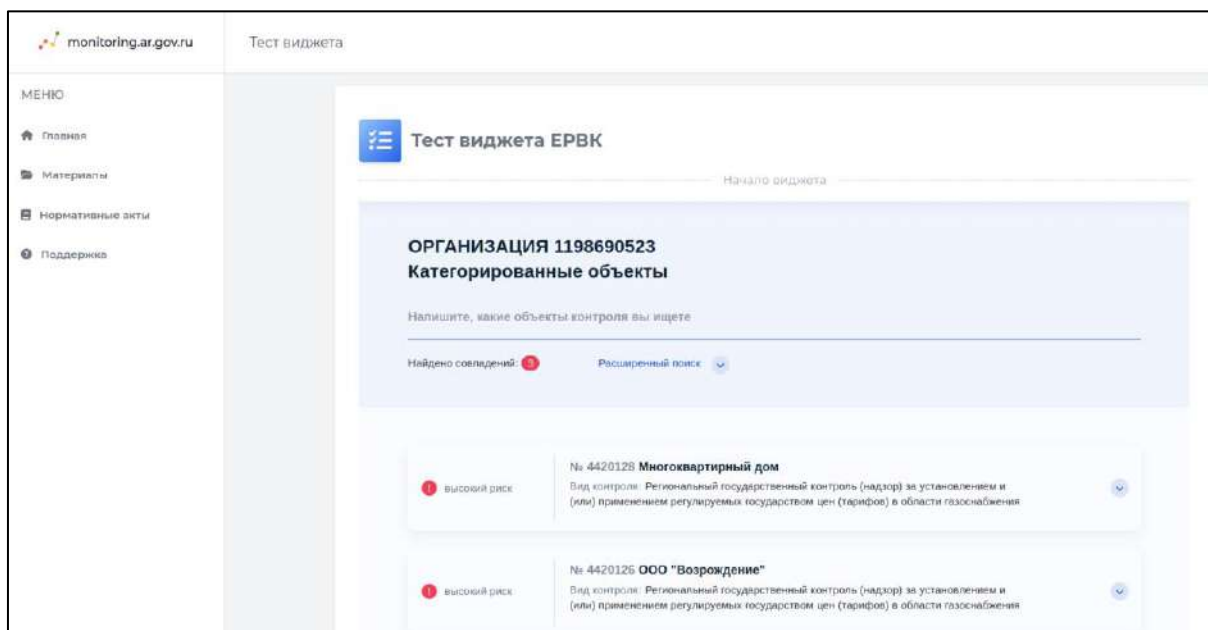 monitoring.ar.gov.ru
Тест виджета
МЕНЮ
Главная
Материалы
Нормативные акты
Поддержка
Тест виджета ЕРВК
Начало виджета
ОРГАНИЗАЦИЯ 1198690523
Категорированные объекты
Напишите, какие объекты контроля вы ищете
Найдено совпадений: 3
Расширенный поиск
высокий риск
№ 4420128 Многоквартирный дом
Вид контроля: Региональный государственный контроль (надзор) за установлением и
(или) применением регулируемых государством цен (тарифов) в области газоснабжения
высокий риск
№ 4420126 ООО "Возрождение"
Вид контроля: Региональный государственный контроль (надзор) за установлением и
(или) применением регулируемых государством цен (тарифов) в области газоснабжения